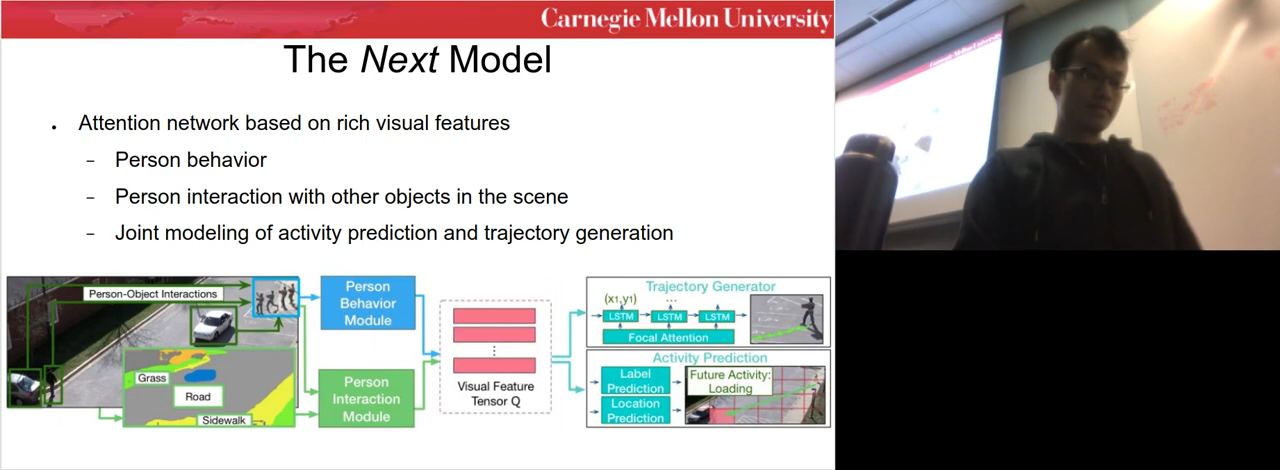 Carnegie Mellon University
The Next Model
Attention network based on rich visual features
Person behavior
Person interaction with other objects in the scene
Joint modeling of activity prediction and trajectory generation
Person-Object Interactions
Grass
Road
Sidewalk
Person
Behavior
Module
Person
Interaction
Module
Visual Feature
Tensor Q
Trajectory Generator
(x1,y1) ...
LSTM LSTM LSTM
Focal Attention
Activity Prediction
Label
Prediction
Location
Prediction
Future Activity:
Loading